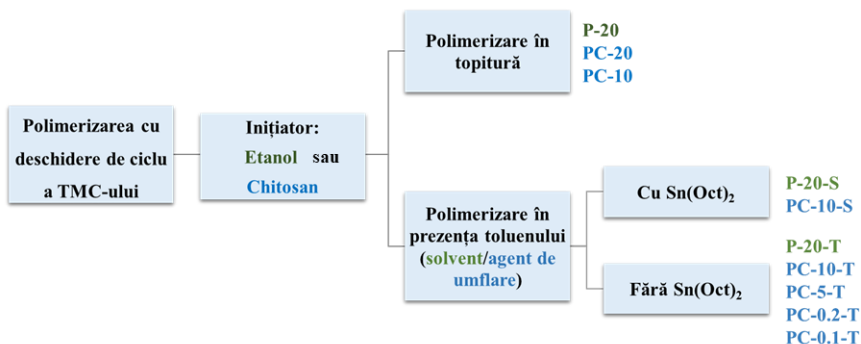 Polimerizarea cu
deschidere de ciclu
a TMC-ului
Inițiator:
Etanol sau
Chitosan
Polimerizare în
topitură
P-20
PC-20
PC-10
Polimerizare în
prezența toluenului
(solvent/agent de
umflare)
Cu Sn(Oct)₂
P-20-S
PC-10-S
Fără Sn(Oct)₂
P-20-T
PC-10-T
PC-5-T
PC-0.2-T
PC-0.1-T